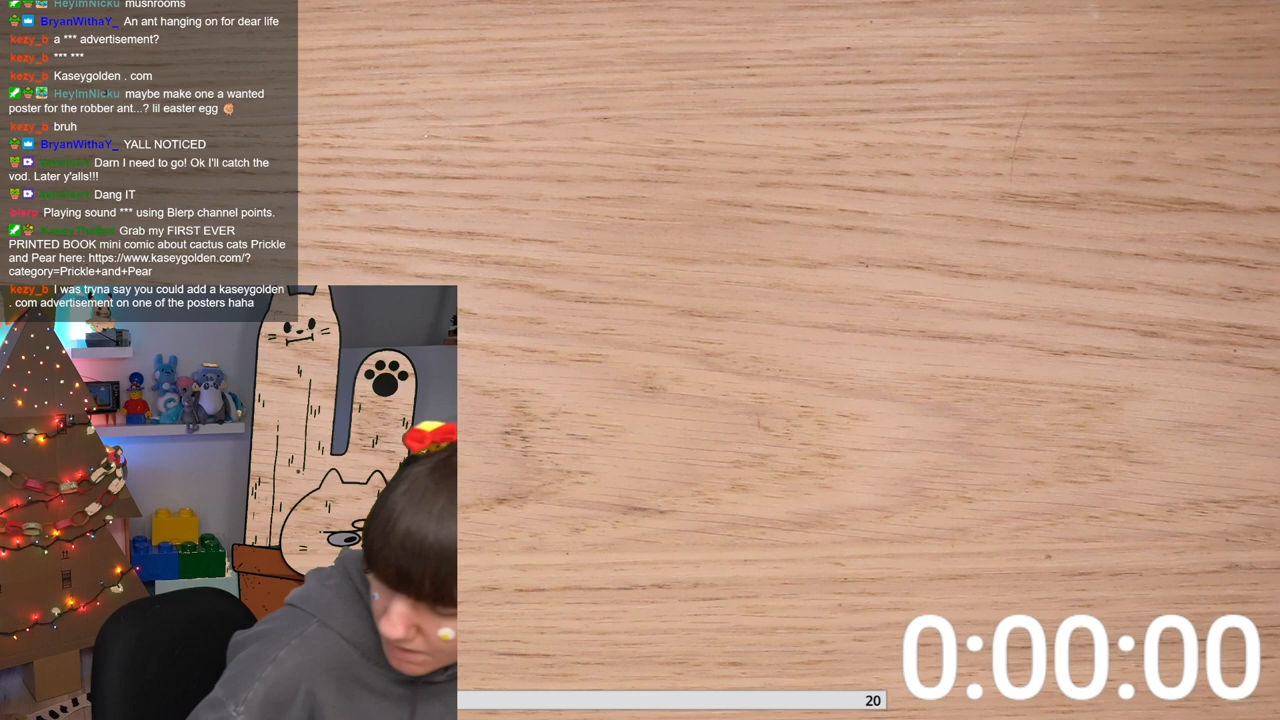 HeyImNicku mushrooms
BryanWithaY_ An ant hanging on for dear life
kezy_b a *** advertisement?
kezy_b *** ***
kezy_b Kaseygolden . com
HeyImNicku maybe make one a wanted
poster for the robber ant...? lil easter egg
kezy_b bruh
BryanWithaY_ YALL NOTICED
Darn I need to go! Ok I'll catch the
vod. Later y'alls!!!
Dang IT
blerp Playing sound *** using Blerp channel points.
Grab my FIRST EVER
PRINTED BOOK mini comic about cactus cats Prickle
and Pear here: https://www.kaseygolden.com/?
category=Prickle+and+Pear
kezy_b I was tryna say you could add a kaseygolden
. com advertisement on one of the posters haha
20
0:00:00